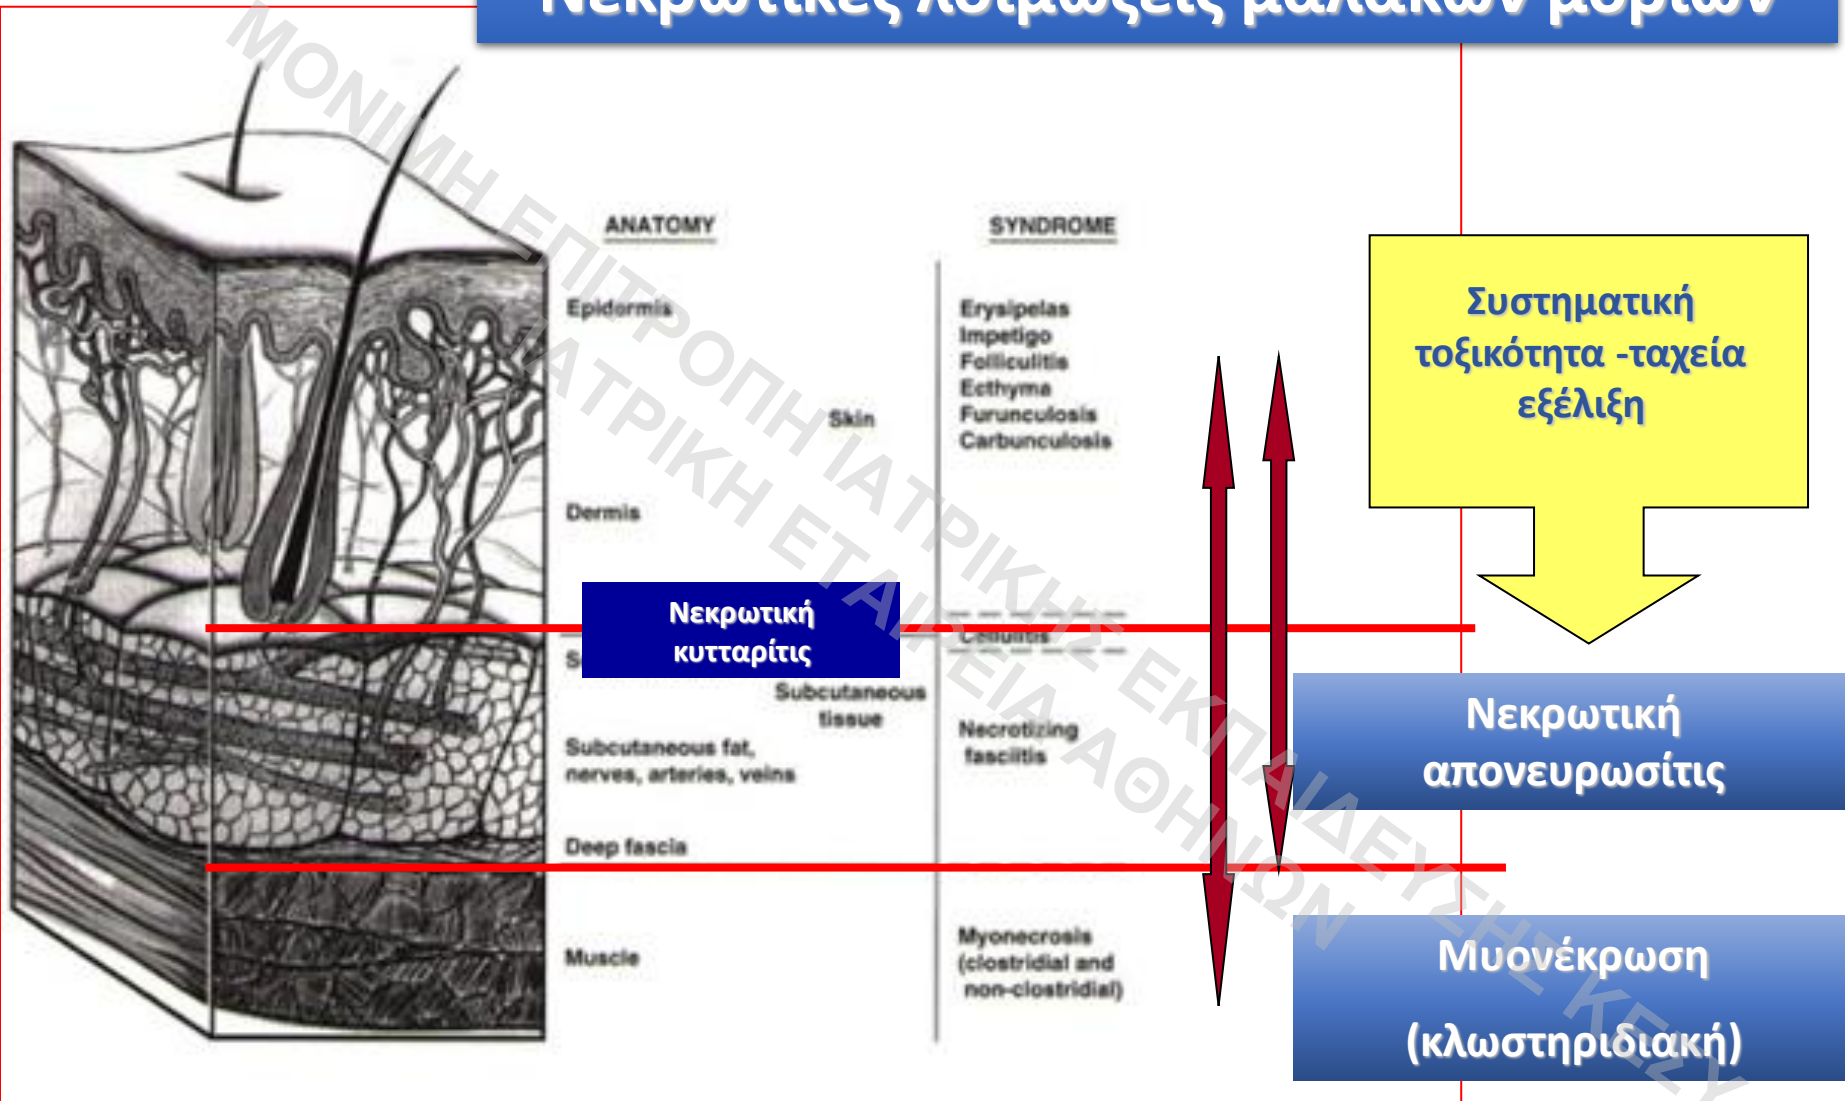 Νεκρωτικές λοιμώξεις μαλακών μορίων
ANATOMY
SYNDROME
Epidermis
Skin
Dermis
Erysipelas
Impetigo
Folliculitis
Ecthyma
Furunculosis
Carbunculosis
Συστηματική
τοξικότητα -ταχεία
εξέλιξη
Νεκρωτική
κυτταρίτις
Cellulitis
Subcutaneous
tissue
Subcutaneous fat,
nerves, arteries, veins
Necrotizing
fasciitis
Νεκρωτική
απονευρωσίτις
Deep fascia
Muscle
Myonecrosis
(clostridial and
non-clostridial)
Μυονέκρωση
(κλωστηριδιακή)
ΜΟΝΙΜΗ ΕΠΙΤΡΟΠΗ ΙΑΤΡΙΚΗΣ ΕΚΠΑΙΔΕΥΣΗΣ ΚΕΣΥ
ΙΑΤΡΙΚΗ ΕΤΑΙΡΕΙΑ ΑΘΗΝΩΝ